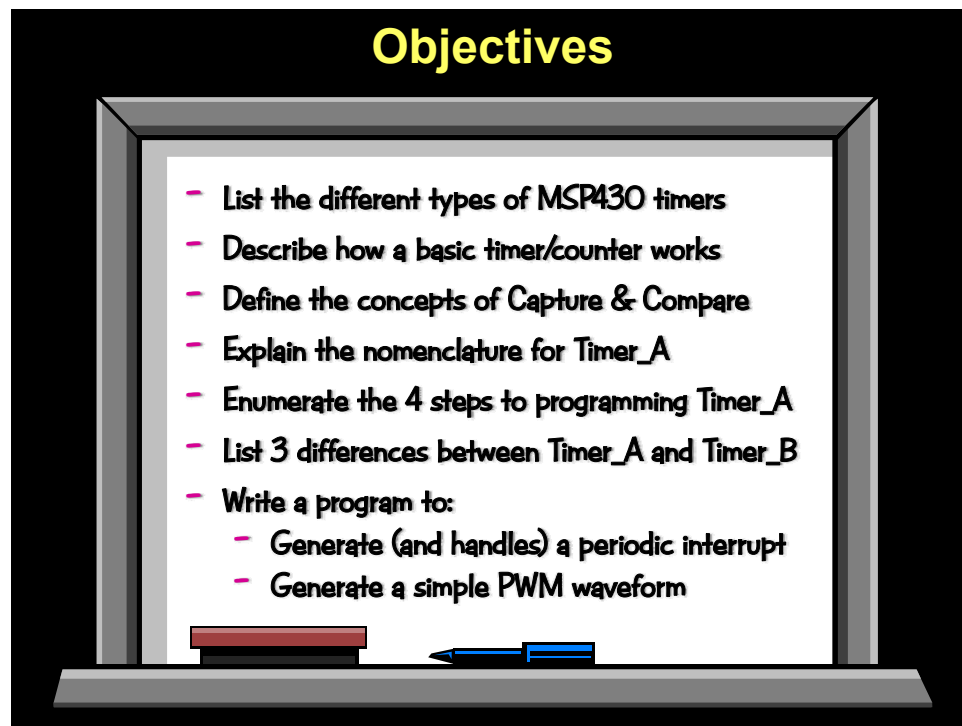 Objectives
- List the different types of MSP430 timers
- Describe how a basic timer/counter works
- Define the concepts of Capture & Compare
- Explain the nomenclature for Timer_A
- Enumerate the 4 steps to programming Timer_A
- List 3 differences between Timer_A and Timer_B
- Write a program to:
- Generate (and handles) a periodic interrupt
- Generate a simple PWM waveform